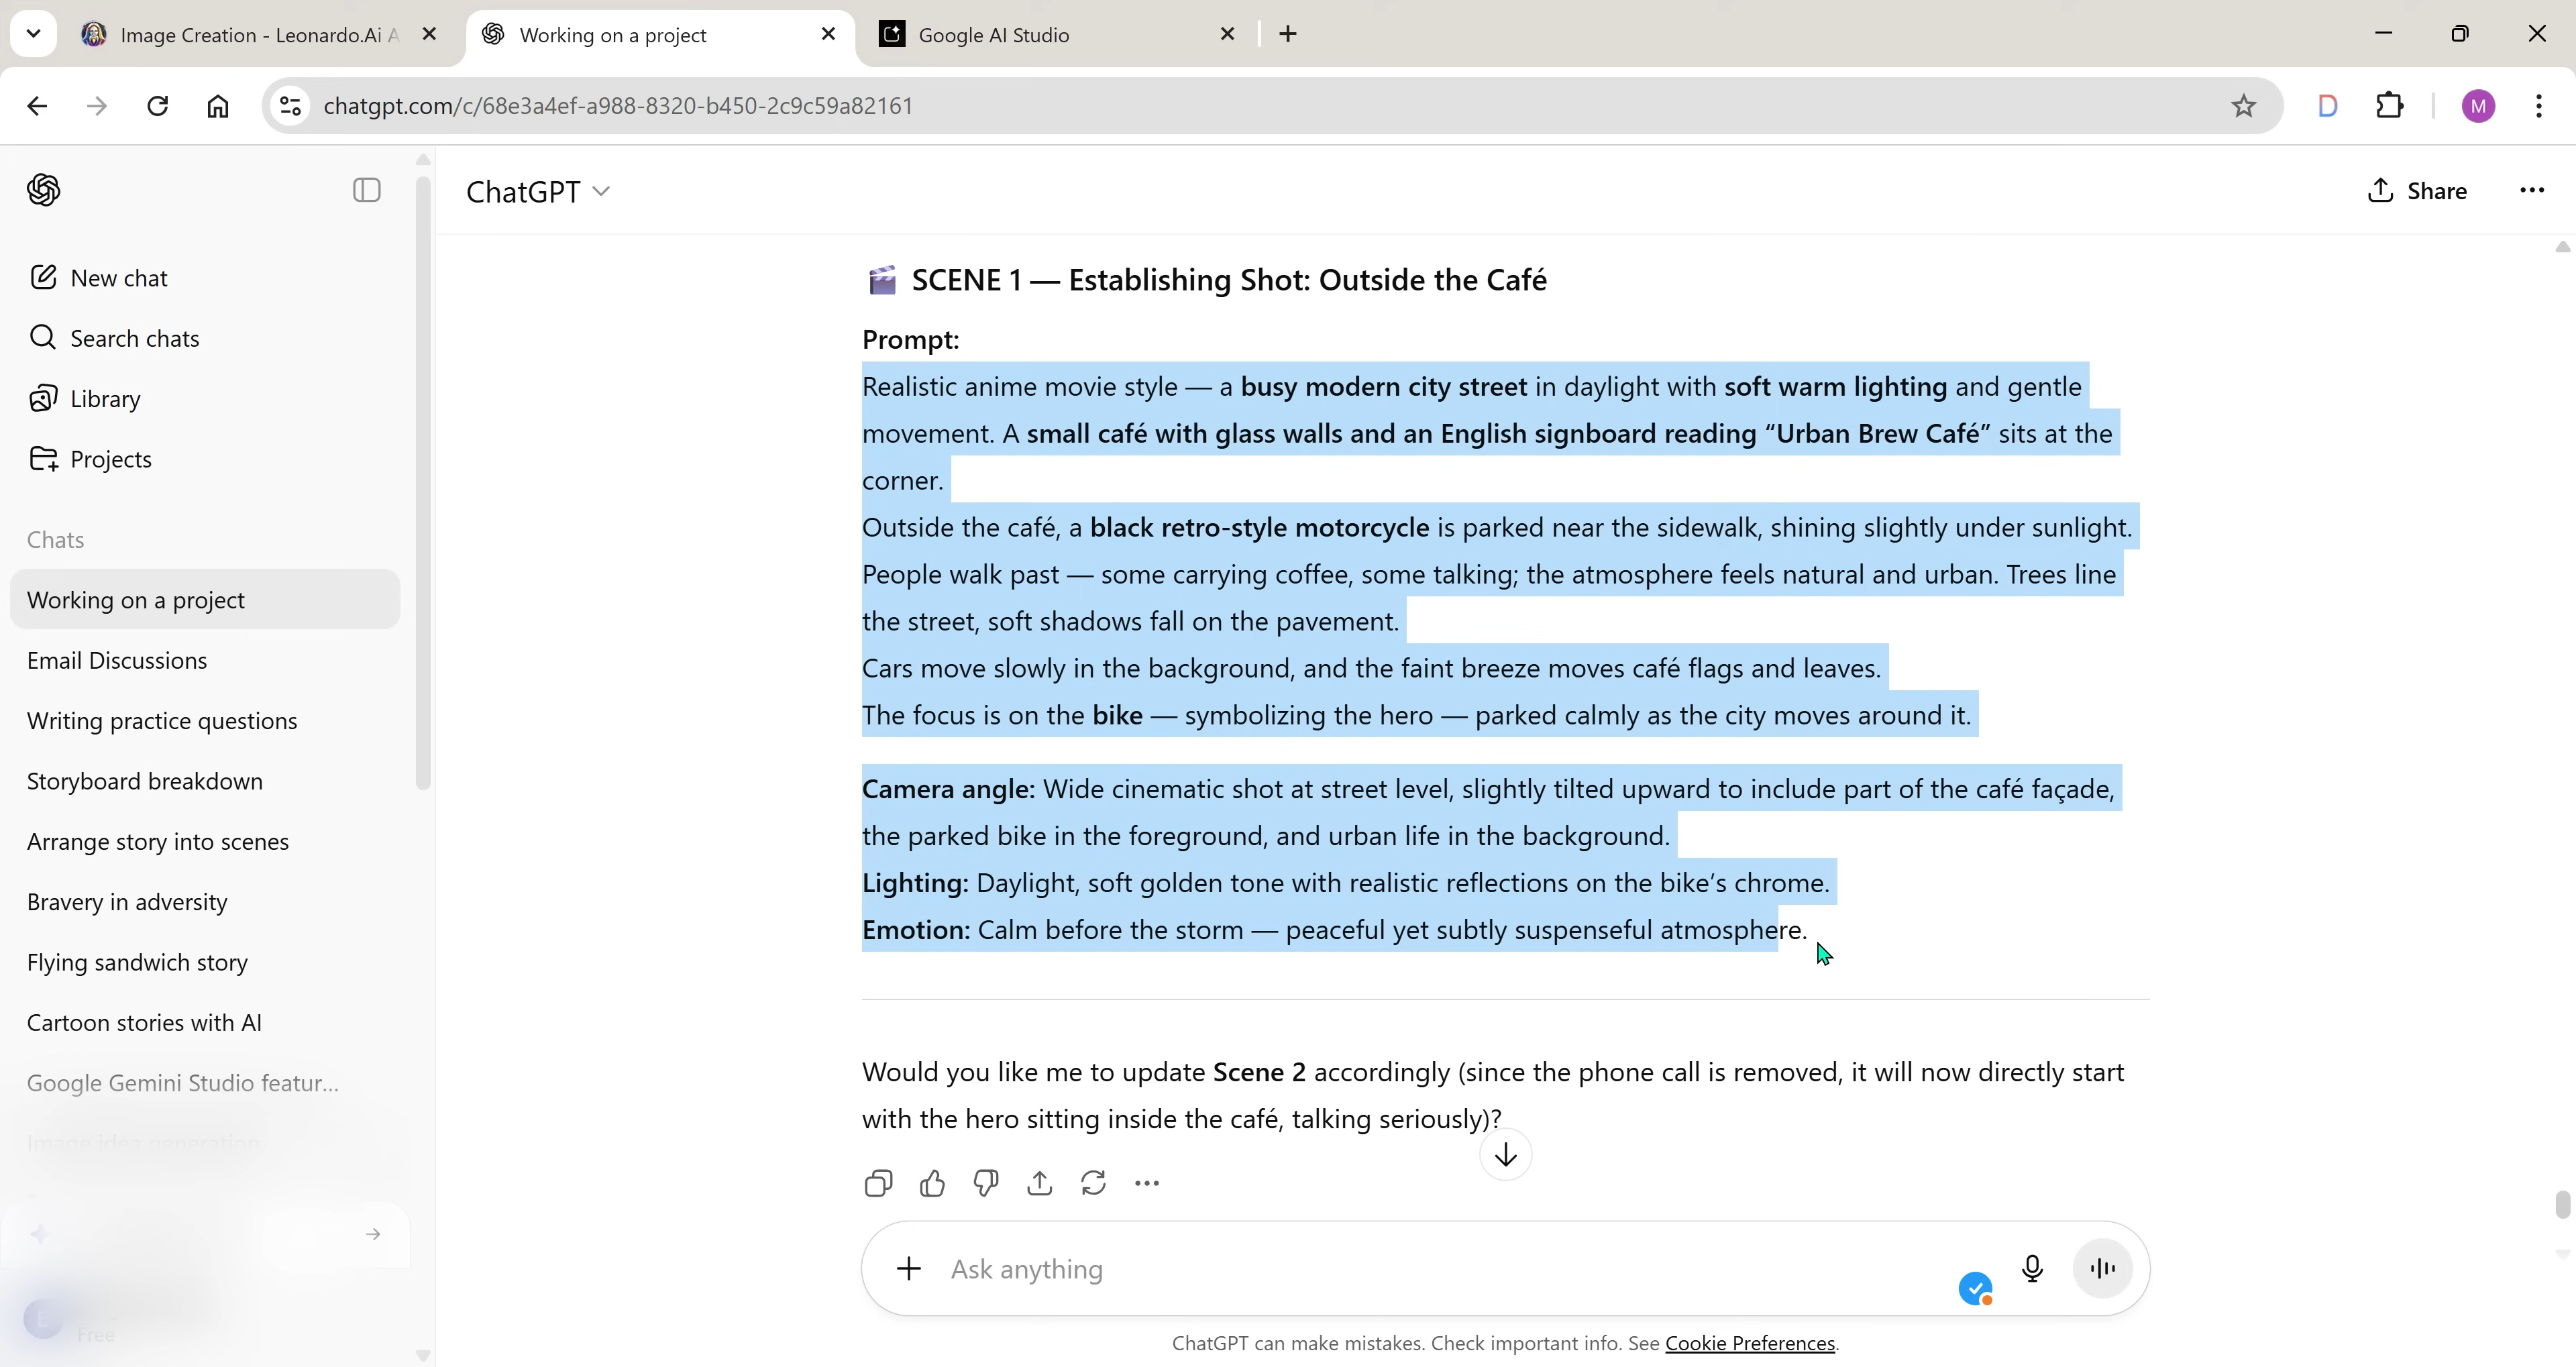 Image Creation - Leonardo.Ai A
Working on a project
Google AI Studio
chatgpt.com/c/68e3a4ef-a988-8320-b450-2c9c59a82161
D
M
ChatGPT
Share
New chat
Search chats
Library
Projects
Chats
Working on a project
Email Discussions
Writing practice questions
Storyboard breakdown
Arrange story into scenes
Bravery in adversity
Flying sandwich story
Cartoon stories with AI
Google Gemini Studio featur...
Image idea generation
E
Free
🎬 SCENE 1 — Establishing Shot: Outside the Café
Prompt:
Realistic anime movie style — a busy modern city street in daylight with soft warm lighting and gentle
movement. A small café with glass walls and an English signboard reading “Urban Brew Café” sits at the
corner.
Outside the café, a black retro-style motorcycle is parked near the sidewalk, shining slightly under sunlight.
People walk past — some carrying coffee, some talking; the atmosphere feels natural and urban. Trees line
the street, soft shadows fall on the pavement.
Cars move slowly in the background, and the faint breeze moves café flags and leaves.
The focus is on the bike — symbolizing the hero — parked calmly as the city moves around it.
Camera angle: Wide cinematic shot at street level, slightly tilted upward to include part of the café façade,
the parked bike in the foreground, and urban life in the background.
Lighting: Daylight, soft golden tone with realistic reflections on the bike’s chrome.
Emotion: Calm before the storm — peaceful yet subtly suspenseful atmosphere.
Would you like me to update Scene 2 accordingly (since the phone call is removed, it will now directly start
with the hero sitting inside the café, talking seriously)?
Ask anything
ChatGPT can make mistakes. Check important info. See Cookie Preferences.